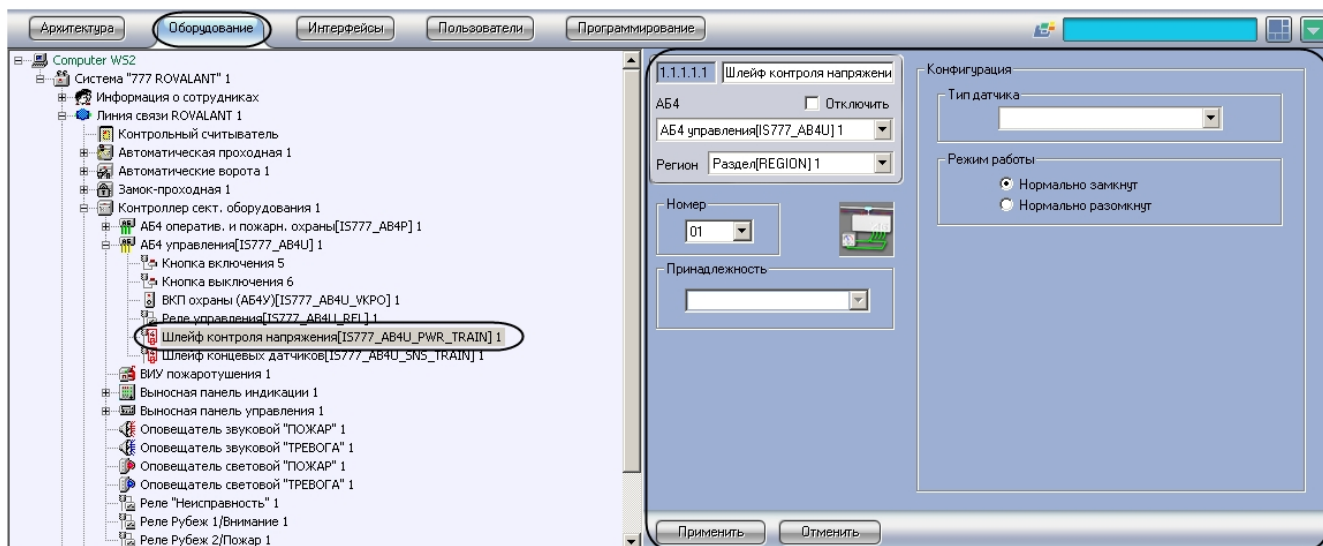 Архитектура Оборудование Интерфейсы Пользователи Программирование
Computer WS2
Система "777 ROVALANT" 1
Информация о сотрудниках
Линия связи ROVALANT 1
Контрольный считыватель
Автоматическая проходная 1
Автоматические ворота 1
Замок-проходная 1
Контроллер сект. оборудования 1
АБ4 оператив. и пожарн. охраны[IS777_AB4P] 1
АБ4 управления[IS777_AB4U] 1
Кнопка включения 5
Кнопка выключения 6
ВКП охраны (АБ4У)[IS777_AB4U_VKPO] 1
Реле управления[IS777_AB4U_REL] 1
Шлейф контроля напряжения[IS777_AB4U_PWR_TRAIN] 1
Шлейф концевых датчиков[IS777_AB4U_SNS_TRAIN] 1
ВИУ пожаротушения 1
Выносная панель индикации 1
Выносная панель управления 1
Оповещатель звуковой "ПОЖАР" 1
Оповещатель звуковой "ТРЕВОГА" 1
Оповещатель световой "ПОЖАР" 1
Оповещатель световой "ТРЕВОГА" 1
Реле "Неисправность" 1
Реле Рубеж 1/Внимание 1
Реле Рубеж 2/Пожар 1
1.1.1.1.1 Шлейф контроля напряжени
АБ4 Отключить
АБ4 управления[IS777_AB4U] 1
Регион Раздел[REGION] 1
Номер
01
Принадлежность
Конфигурация
Тип датчика
Режим работы
Нормально замкнут
Нормально разомкнут
Применить Отменить